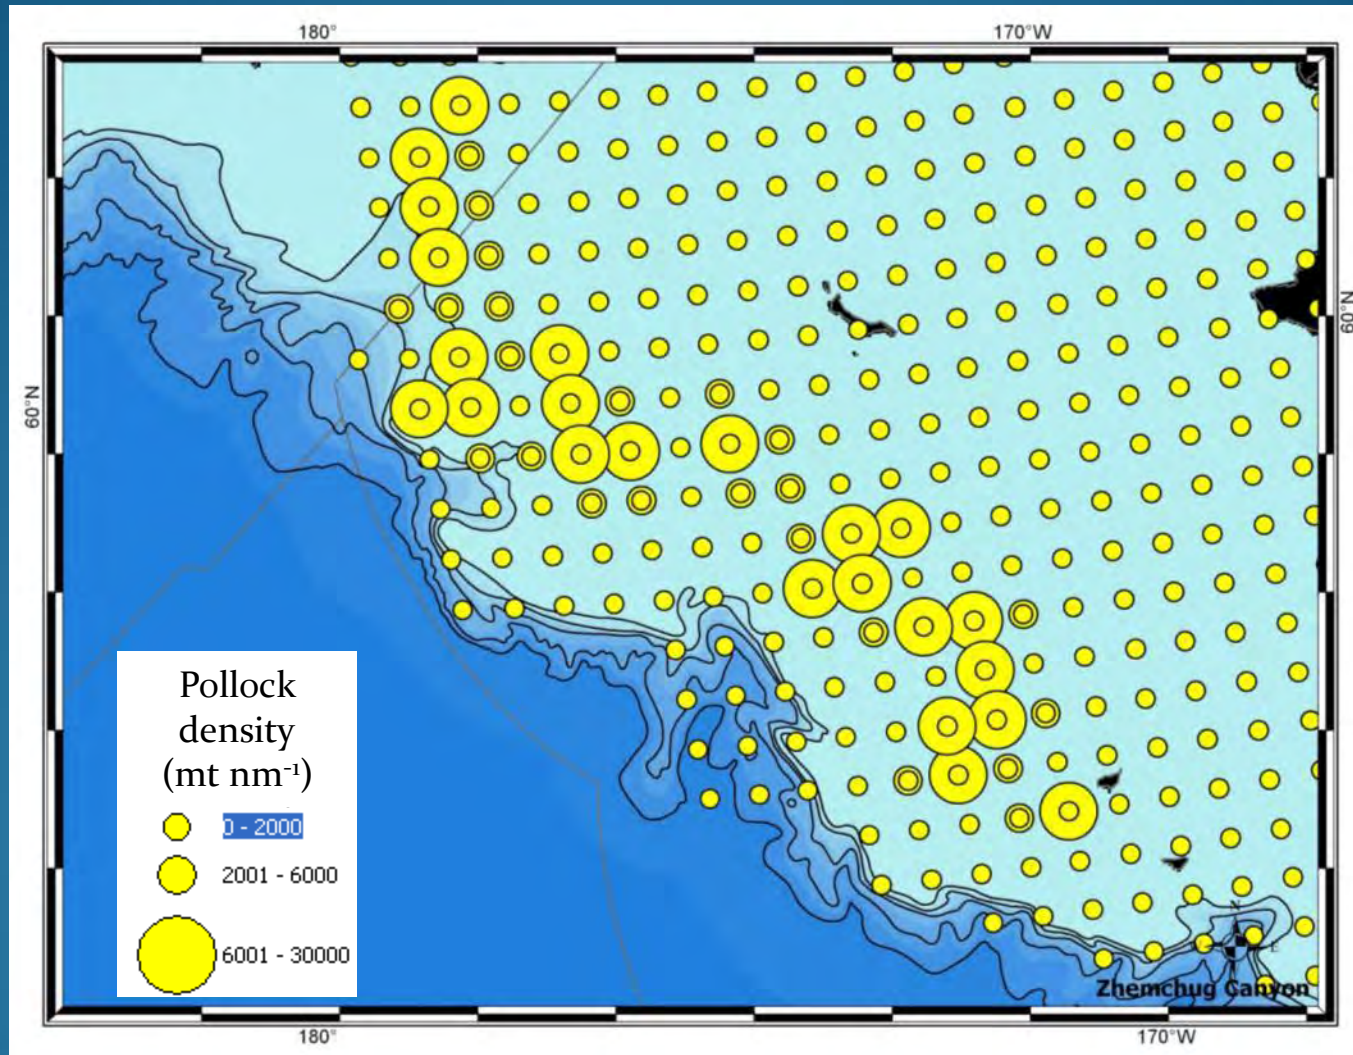 180°
170°W
60°N
60°N
Pollock
density
(mt nm⁻¹)
0 - 2000
2001 - 6000
6001 - 30000
N
E
Zhemchug Canyon
180°
170°W